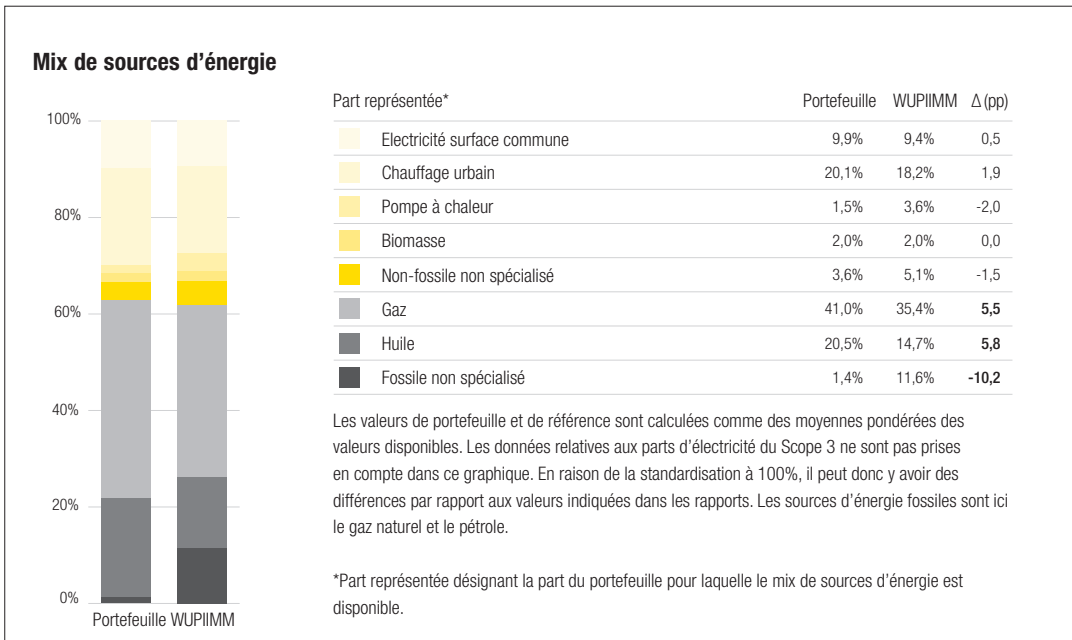 Mix de sources d'énergie
100%
80%
60%
40%
20%
0%
Portefeuille WUPIIMM
Part représentée* Portefeuille WUPIIMM Δ (pp)
Electricité surface commune 9,9% 9,4% 0,5
Chauffage urbain 20,1% 18,2% 1,9
Pompe à chaleur 1,5% 3,6% -2,0
Biomasse 2,0% 2,0% 0,0
Non-fossile non spécialisé 3,6% 5,1% -1,5
Gaz 41,0% 35,4% 5,5
Huile 20,5% 14,7% 5,8
Fossile non spécialisé 1,4% 11,6% -10,2
Les valeurs de portefeuille et de référence sont calculées comme des moyennes pondérées des
valeurs disponibles. Les données relatives aux parts d'électricité du Scope 3 ne sont pas prises
en compte dans ce graphique. En raison de la standardisation à 100%, il peut donc y avoir des
différences par rapport aux valeurs indiquées dans les rapports. Les sources d'énergie fossiles sont ici
le gaz naturel et le pétrole.
*Part représentée désignant la part du portefeuille pour laquelle le mix de sources d'énergie est
disponible.